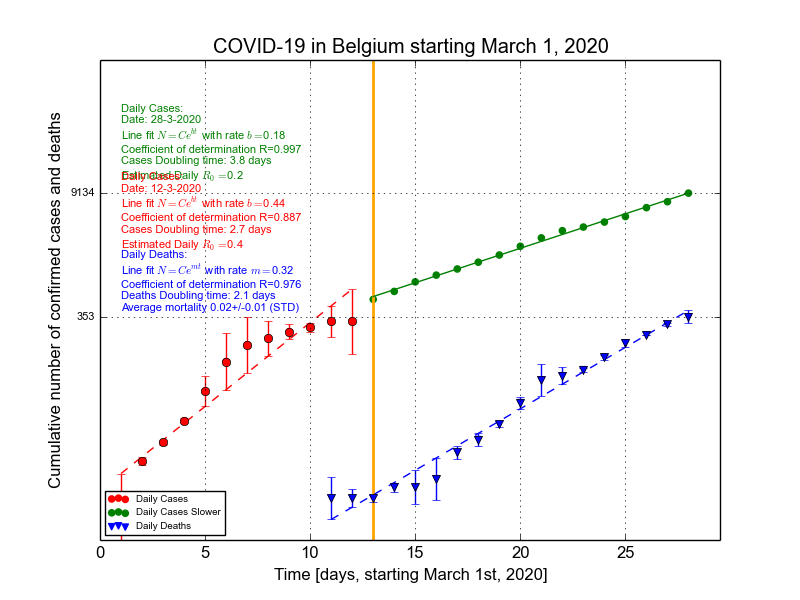 COVID-19 in Belgium starting March 1, 2020
Daily Cases:
Date: 28-3-2020
Line fit N=Ce^{bt} with rate b=0.18
Coefficient of determination R=0.997
Cases Doubling time: 3.8 days
Estimated Daily R_0=0.2
Daily Cases:
Date: 12-3-2020
Line fit N=Ce^{bt} with rate b=0.44
Coefficient of determination R=0.887
Cases Doubling time: 2.7 days
Estimated Daily R_0=0.4
Daily Deaths:
Line fit N=Ce^{mt} with rate m=0.32
Coefficient of determination R=0.976
Deaths Doubling time: 2.1 days
Average mortality 0.02+/-0.01 (STD)
9134
353
Cumulative number of confirmed cases and deaths
Daily Cases
Daily Cases Slower
Daily Deaths
0 5 10 15 20 25
Time [days, starting March 1st, 2020]